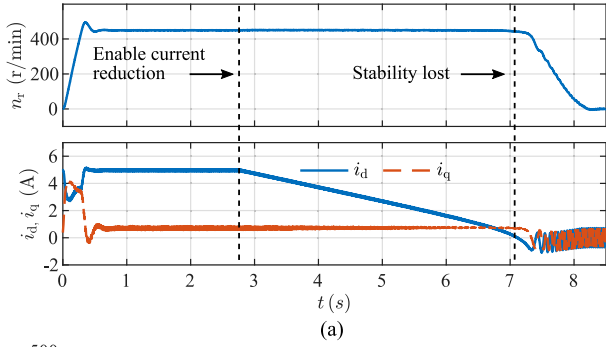 400
200
0
n_r (r/min)
Enable current
reduction
Stability lost
6
4
2
0
-2
i_d, i_q (A)
i_d
i_q
0 1 2 3 4 5 6 7 8
t (s)
(a)